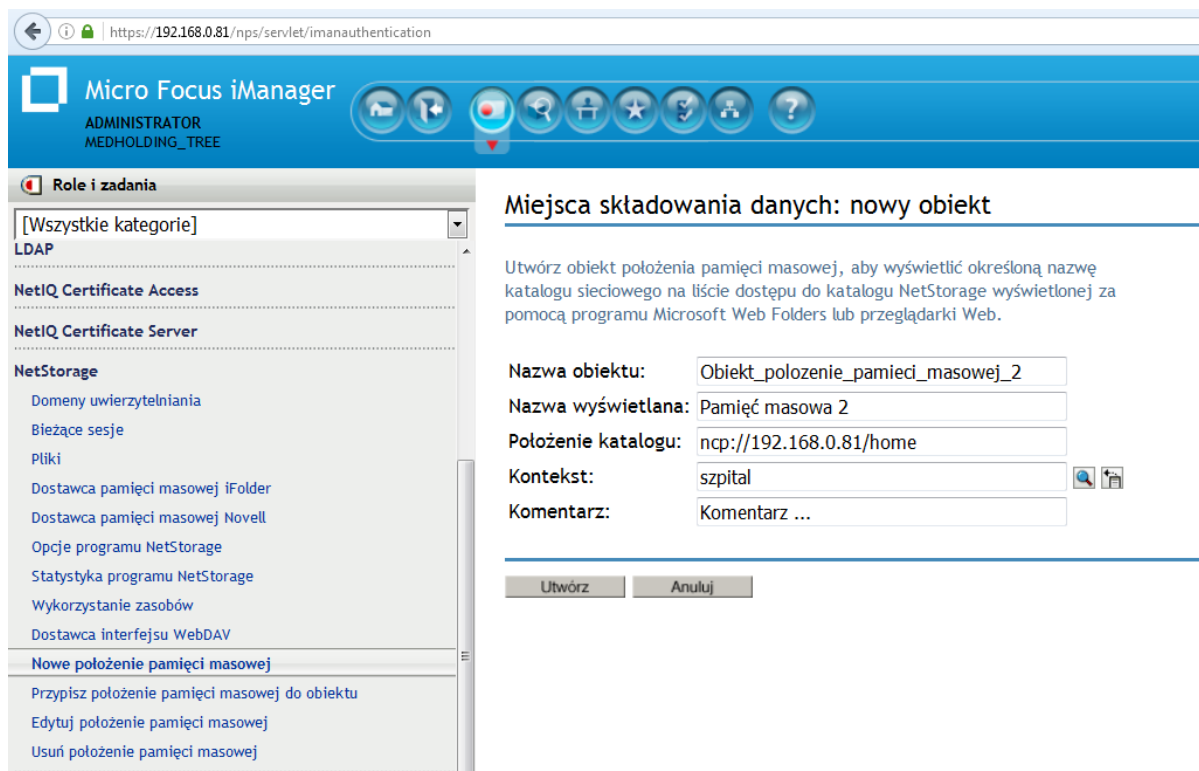 https://192.168.0.81/nps/servlet/imanauthentication
Micro Focus iManager
ADMINISTRATOR
MEDHOLDING_TREE
?
Role i zadania
[Wszystkie kategorie]
LDAP
NetIQ Certificate Access
NetIQ Certificate Server
NetStorage
Domeny uwierzytelniania
Bieżące sesje
Pliki
Dostawca pamięci masowej iFolder
Dostawca pamięci masowej Novell
Opcje programu NetStorage
Statystyka programu NetStorage
Wykorzystanie zasobów
Dostawca interfejsu WebDAV
Nowe położenie pamięci masowej
Przypisz położenie pamięci masowej do obiektu
Edytuj położenie pamięci masowej
Usuń położenie pamięci masowej
Miejsca składowania danych: nowy obiekt
Utwórz obiekt położenia pamięci masowej, aby wyświetlić określoną nazwę
katalogu sieciowego na liście dostępu do katalogu NetStorage wyświetlonej za
pomocą programu Microsoft Web Folders lub przeglądarki Web.
Nazwa obiektu: Obiekt_polozenie_pamieci_masowej_2
Nazwa wyświetlana: Pamięć masowa 2
Położenie katalogu: ncp://192.168.0.81/home
Kontekst: szpital
Komentarz: Komentarz ...
Utwórz Anuluj